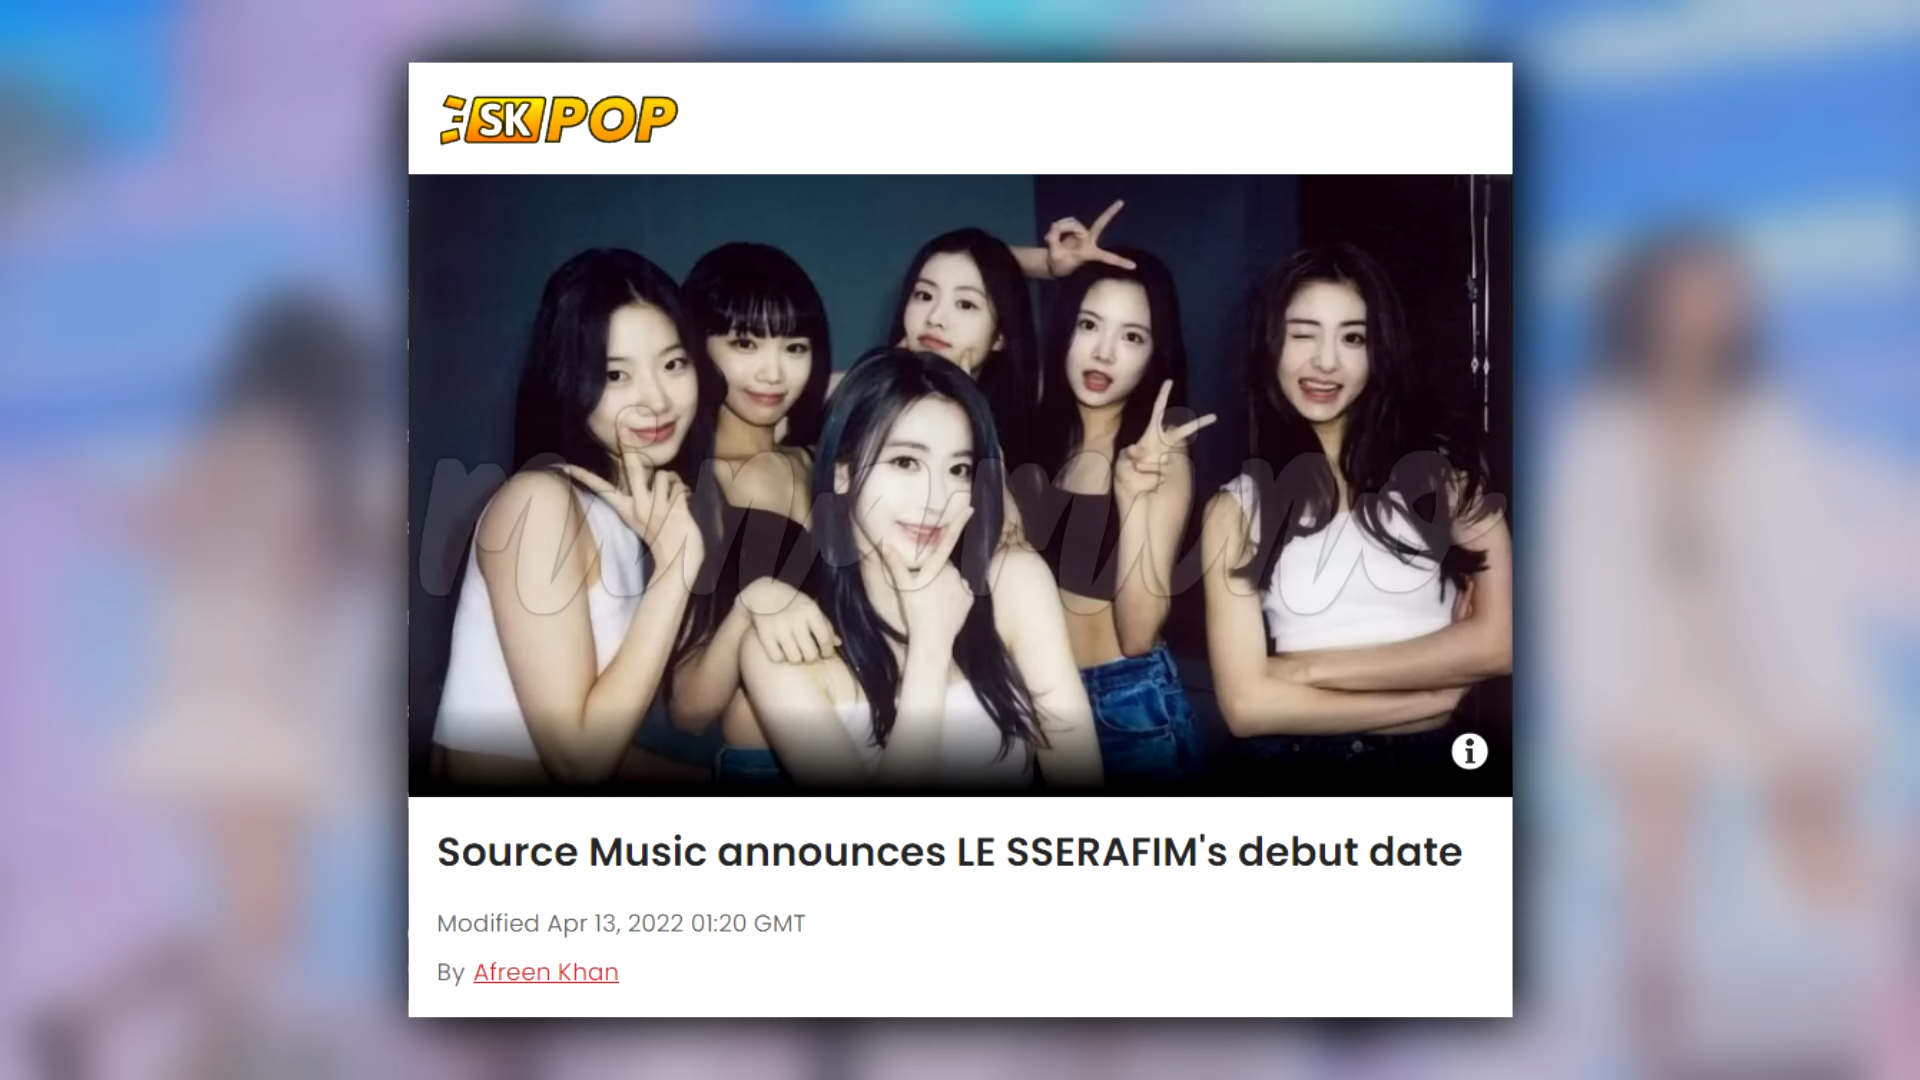 SK POP
minimino
Source Music announces LE SSERAFIM's debut date
Modified Apr 13, 2022 01:20 GMT
By Afreen Khan